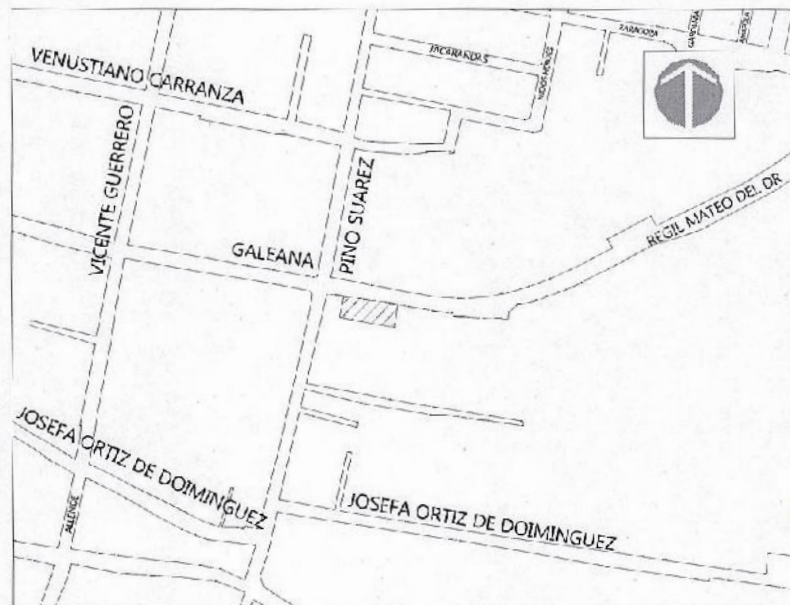 ZARAGOZA
JACARANDAS
VENUSTIANO CARRANZA
VICENTE GUERRERO
PINO SUAREZ
REGIL MATEO DEL DR
GALEANA
JOSEFA ORTIZ DE DOIMINGUEZ
JOSEFA ORTIZ DE DOIMINGUEZ
ALLENDE